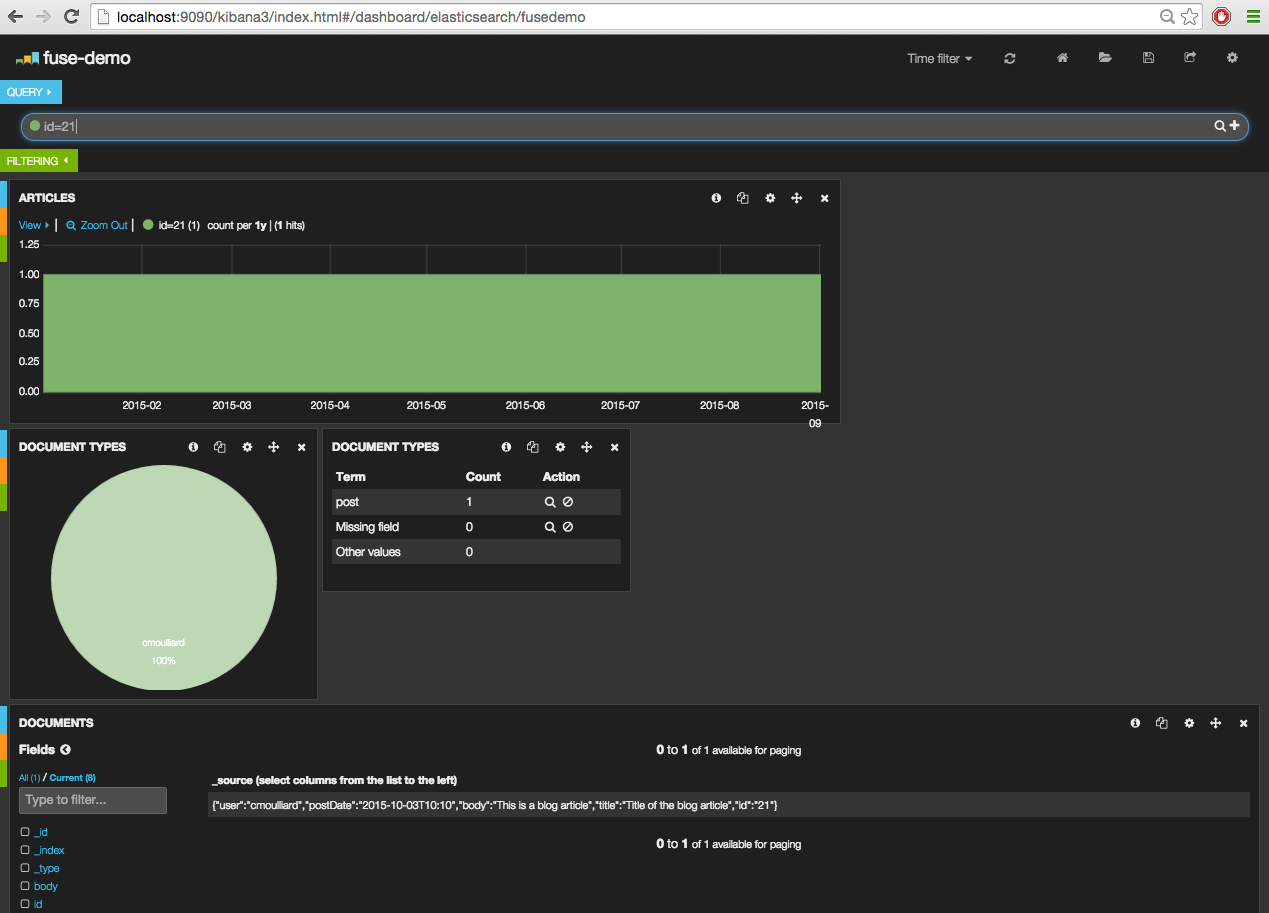 localhost:9090/kibana3/index.html#/dashboard/elasticsearch/fusedemo
fuse-demo
Time filter
QUERY
id=21
FILTERING
ARTICLES
View | Zoom Out | id=21 (1) count per 1y | (1 hits)
1.25
1.00
0.75
0.50
0.25
0.00
2015-02 2015-03 2015-04 2015-05 2015-06 2015-07 2015-08 2015-09
DOCUMENT TYPES
cmoulliard
100%
DOCUMENT TYPES
Term Count Action
post 1
Missing field 0
Other values 0
DOCUMENTS
Fields
0 to 1 of 1 available for paging
All (1) / Current (8)
Type to filter...
_id
_index
_type
body
id
_source (select columns from the list to the left)
{"user":"cmoulliard","postDate":"2015-10-03T10:10","body":"This is a blog article","title":"Title of the blog article","id":"21"}
0 to 1 of 1 available for paging